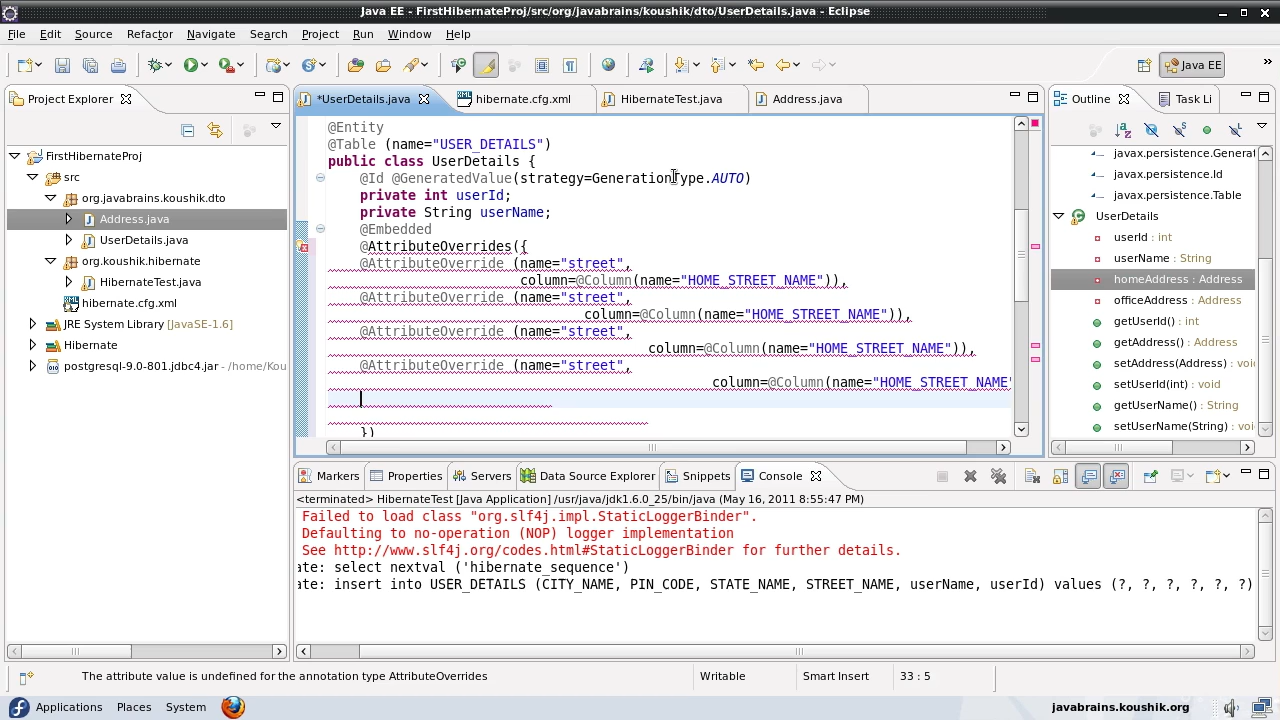 Java EE - FirstHibernateProj/src/org/javabrains/koushik/dto/UserDetails.java - Eclipse
File Edit Source Refactor Navigate Search Project Run Window Help
Java EE
»
Project Explorer
*UserDetails.java hibernate.cfg.xml HibernateTest.java Address.java
Outline Task Li
FirstHibernateProj
src
org.javabrains.koushik.dto
Address.java
UserDetails.java
org.koushik.hibernate
HibernateTest.java
hibernate.cfg.xml
JRE System Library [JavaSE-1.6]
Hibernate
postgresql-9.0-801.jdbc4.jar - /home/Kou
@Entity
@Table (name="USER_DETAILS")
public class UserDetails {
@Id @GeneratedValue(strategy=GenerationType.AUTO)
private int userId;
private String userName;
@Embedded
@AttributeOverrides({
@AttributeOverride (name="street",
column=@Column(name="HOME_STREET_NAME")),
@AttributeOverride (name="street",
column=@Column(name="HOME_STREET_NAME")),
@AttributeOverride (name="street",
column=@Column(name="HOME_STREET_NAME")),
@AttributeOverride (name="street",
column=@Column(name="HOME_STREET_NAME"
})
javax.persistence.Generat
javax.persistence.Id
javax.persistence.Table
UserDetails
userId : int
userName : String
homeAddress : Address
officeAddress : Address
getUserId() : int
getAddress() : Address
setAddress(Address) : void
setUserId(int) : void
getUserName() : String
setUserName(String) : void
Markers Properties Servers Data Source Explorer Snippets Console
<terminated> HibernateTest [Java Application] /usr/java/jdk1.6.0_25/bin/java (May 16, 2011 8:55:47 PM)
Failed to load class "org.slf4j.impl.StaticLoggerBinder".
Defaulting to no-operation (NOP) logger implementation
See http://www.slf4j.org/codes.html#StaticLoggerBinder for further details.
ate: select nextval ('hibernate_sequence')
ate: insert into USER_DETAILS (CITY_NAME, PIN_CODE, STATE_NAME, STREET_NAME, userName, userId) values (?, ?, ?, ?, ?, ?)
The attribute value is undefined for the annotation type AttributeOverrides
Writable
Smart Insert
33 : 5
Applications Places System
javabrains.koushik.org